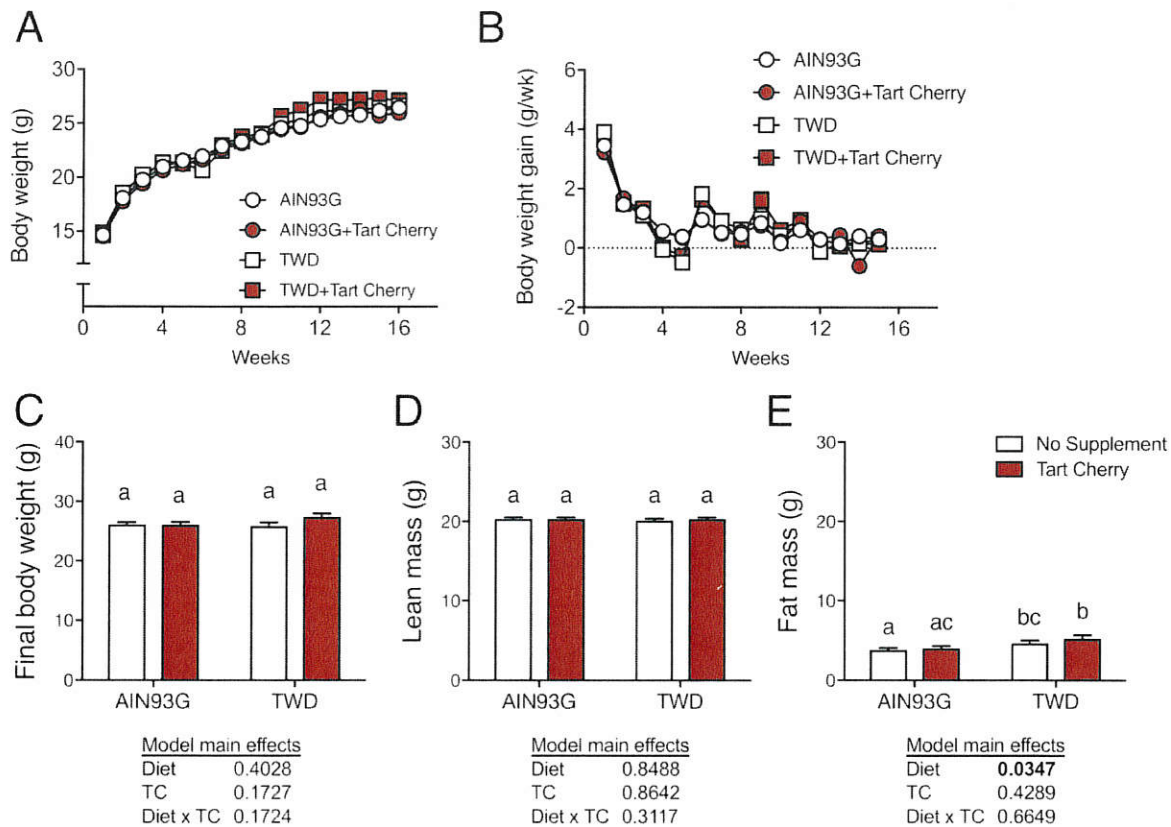 A
Body weight (g)
30
25
20
15
0
4
8
12
16
Weeks
AIN93G
AIN93G+Tart Cherry
TWD
TWD+Tart Cherry
B
Body weight gain (g/wk)
6
4
2
0
-2
0
4
8
12
16
Weeks
AIN93G
AIN93G+Tart Cherry
TWD
TWD+Tart Cherry
C
Final body weight (g)
40
30
20
10
0
a a a a
AIN93G TWD
Model main effects
Diet 0.4028
TC 0.1727
Diet x TC 0.1724
D
Lean mass (g)
30
20
10
0
a a a a
AIN93G TWD
Model main effects
Diet 0.8488
TC 0.8642
Diet x TC 0.3117
E
Fat mass (g)
30
20
10
0
No Supplement
Tart Cherry
a ac bc b
AIN93G TWD
Model main effects
Diet 0.0347
TC 0.4289
Diet x TC 0.6649